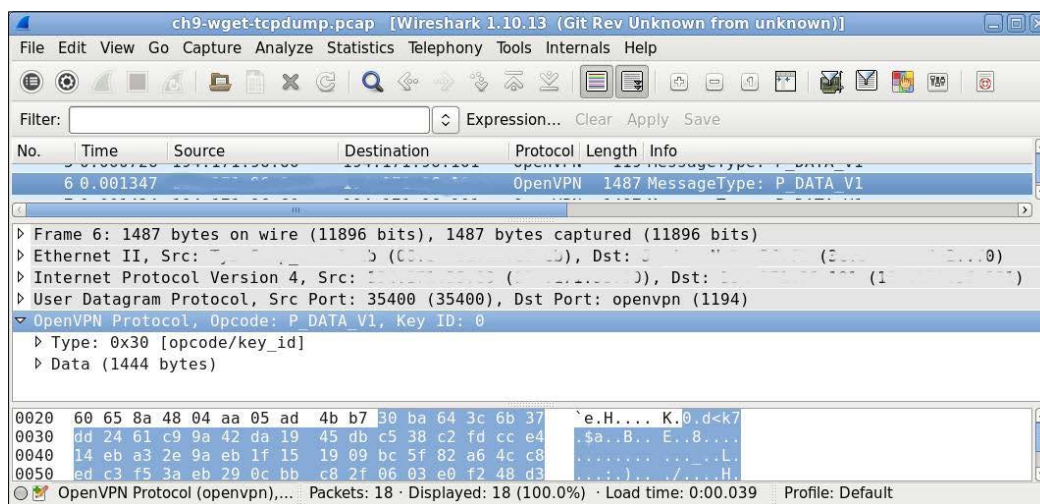 ch9-wget-tcpdump.pcap [Wireshark 1.10.13 (Git Rev Unknown from unknown)]
File Edit View Go Capture Analyze Statistics Telephony Tools Internals Help
Filter: Expression... Clear Apply Save
No. Time Source Destination Protocol Length Info
6 0.001347 OpenVPN 1487 MessageType: P_DATA_V1
Frame 6: 1487 bytes on wire (11896 bits), 1487 bytes captured (11896 bits)
Ethernet II, Src: Dst:
Internet Protocol Version 4, Src: Dst:
User Datagram Protocol, Src Port: 35400 (35400), Dst Port: openvpn (1194)
OpenVPN Protocol, Opcode: P_DATA_V1, Key ID: 0
Type: 0x30 [opcode/key_id]
Data (1444 bytes)
0020 60 65 8a 48 04 aa 05 ad 4b b7 30 ba 64 3c 6b 37 `e.H.... K.0.d<k7
0030 dd 24 61 c9 9a 42 da 19 45 db c5 38 c2 fd cc e4 .$a..B.. E..8....
0040 14 eb a3 2e 9a eb 1f 15 19 09 bc 5f 82 a6 4c c8 ........ ..._..L.
0050 ed c3 f5 3a eb 29 0c bb c8 2f 06 03 e0 f2 48 d3 ...:.).. ./....H.
OpenVPN Protocol (openvpn),... Packets: 18 · Displayed: 18 (100.0%) · Load time: 0:00.039 Profile: Default